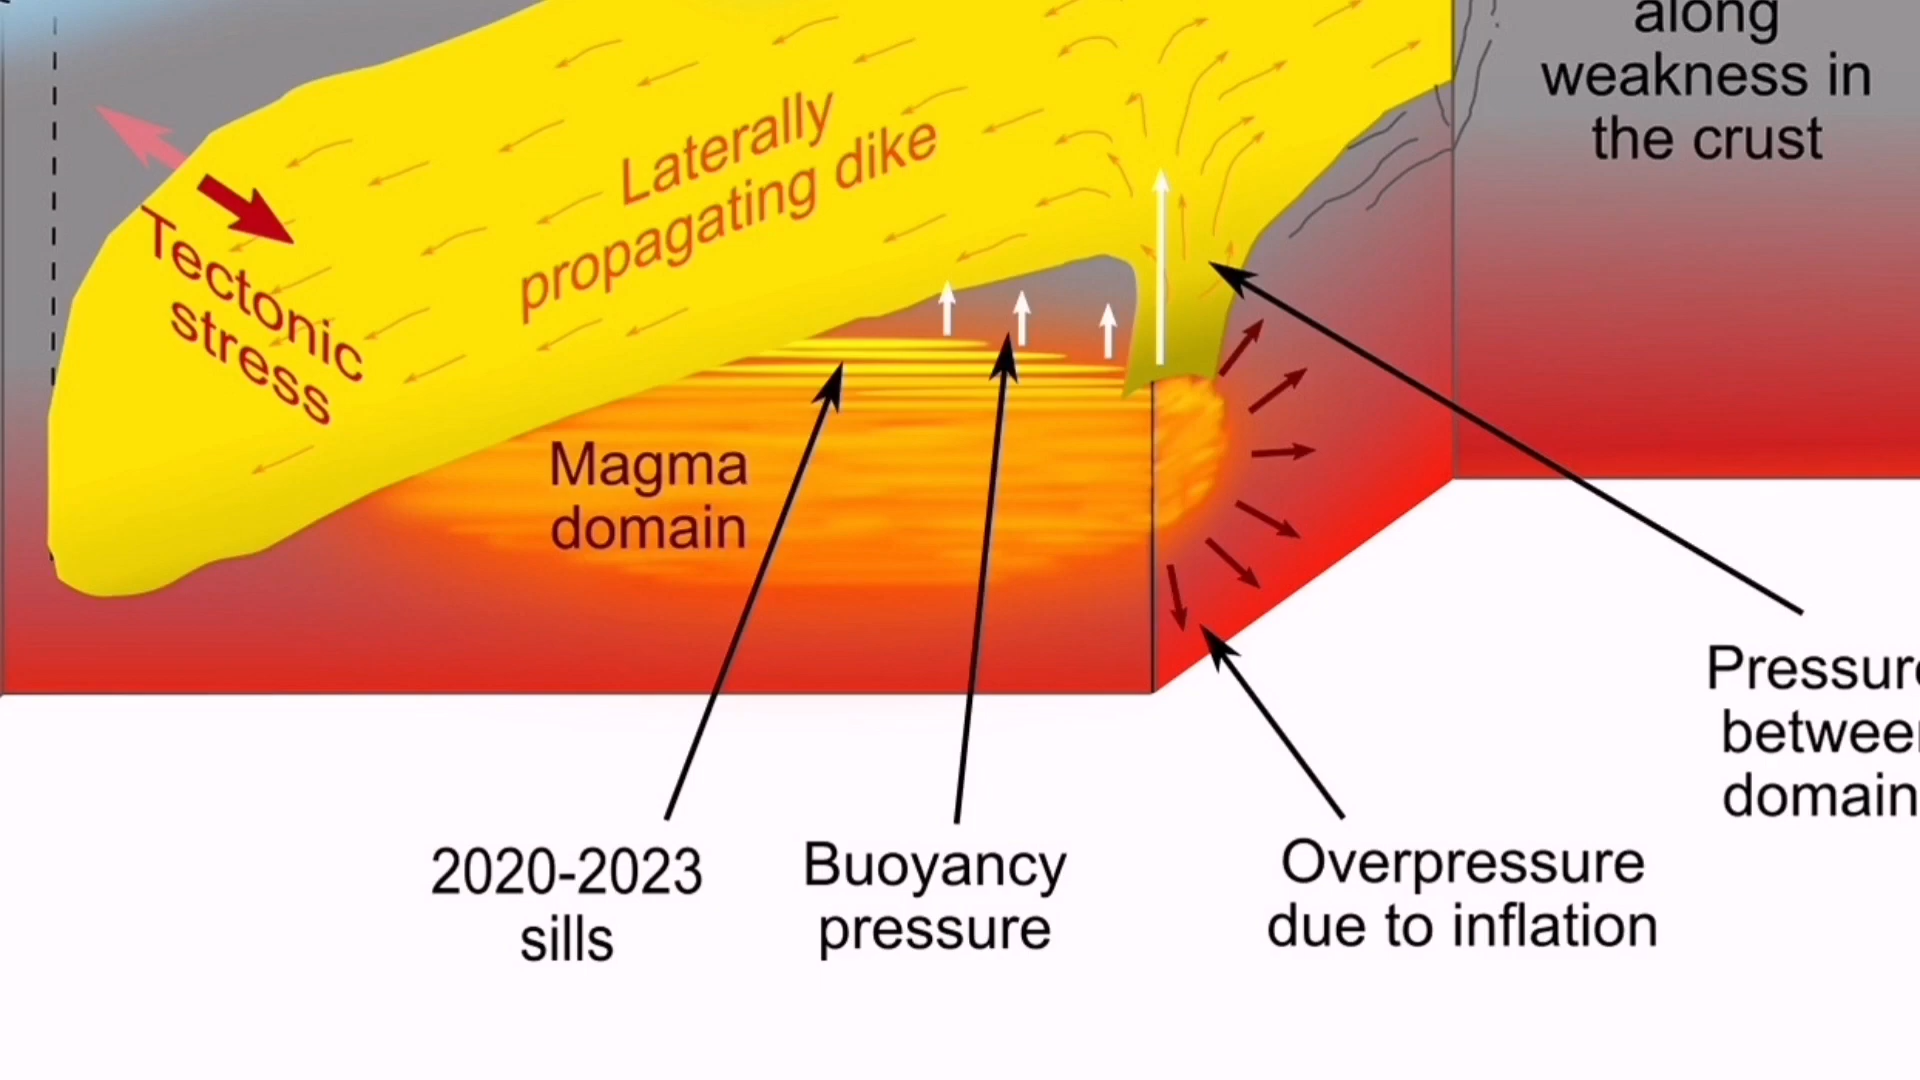 along
weakness in
the crust
Laterally
propagating dike
Tectonic
stress
Magma
domain
2020-2023
sills
Buoyancy
pressure
Overpressure
due to inflation